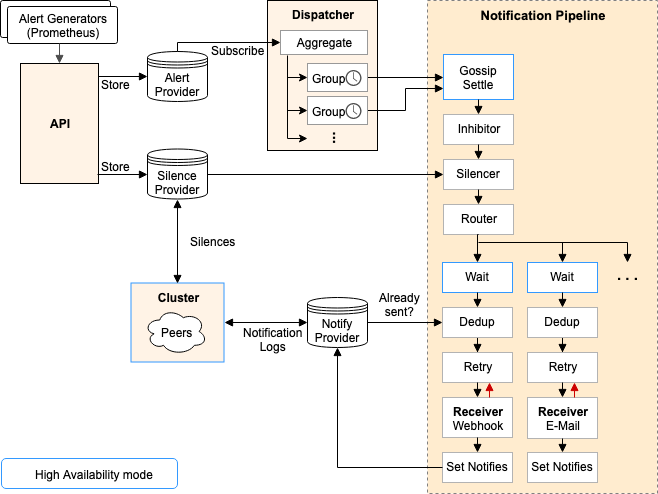 Alert Generators
(Prometheus)
API
Store
Alert
Provider
Subscribe
Dispatcher
Aggregate
Group
Group
Store
Silence
Provider
Silences
Cluster
Peers
Notification
Logs
Notify
Provider
Already
sent?
Notification Pipeline
Gossip
Settle
Inhibitor
Silencer
Router
Wait
Wait
. . .
Dedup
Dedup
Retry
Retry
Receiver
Webhook
Receiver
E-Mail
Set Notifies
Set Notifies
High Availability mode